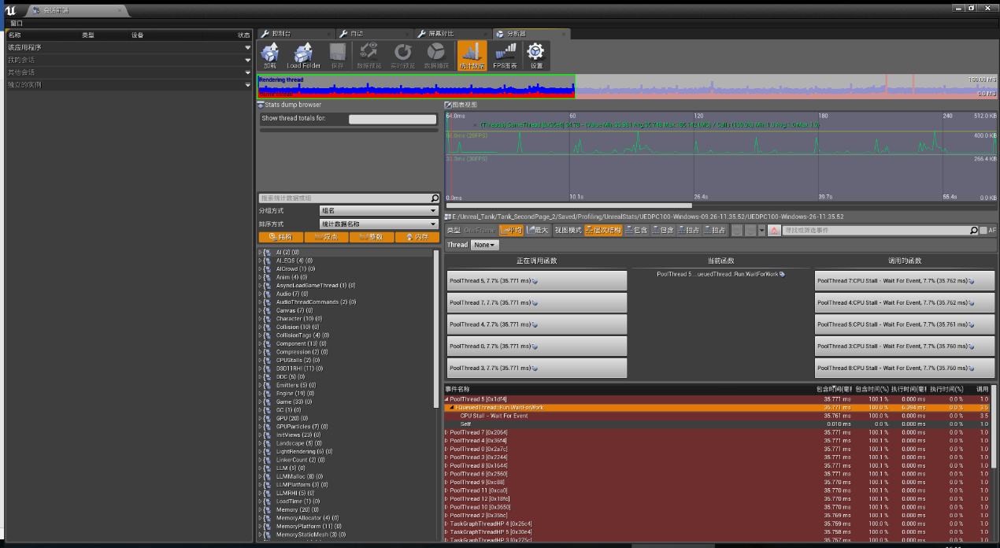 会话前端
窗口
名称 类型 设备 状态
该应用程序
我的会话
其他会话
独立的实例
控制台 自动 屏幕对比 分析器
加载 Load Folder 保存 数据预览 实时预览 数据捕获 统计数据 FPS图表 设置
Rendering thread 150.00 MS
0.0 MS
Stats dump browser
Show thread totals for:
搜索统计数据或组
分组方式 组名
排序方式 统计数据名称
结构 浮点 整数 内存
AI (2) (0)
AI_EQS (4) (0)
AICrowd (1) (0)
Anim (4) (0)
AsyncLoadGameThread (1) (0)
Audio (7) (0)
AudioThreadCommands (2) (0)
Canvas (7) (0)
Character (10) (0)
Collision (10) (0)
CollisionTags (4) (0)
Component (13) (0)
Compression (2) (0)
CPUStalls (2) (0)
D3D11RHI (11) (0)
DDC (5) (0)
Emitters (5) (0)
Engine (19) (0)
Game (33) (0)
GC (1) (0)
GPU (20) (0)
GPUParticles (7) (0)
InitViews (23) (0)
Landscape (5) (0)
LightRendering (6) (0)
LinkerCount (2) (0)
LLM (5) (0)
LLMMalloc (8) (0)
LLMPlatform (3) (0)
LLMRHI (5) (0)
LoadTime (1) (0)
Memory (20) (0)
MemoryAllocator (4) (0)
MemoryPlatform (11) (0)
MemoryStaticMesh (3) (0)
图表视图
64.0ms 60 120 180 240 512.0 KB
(Threads) GameThread [0x35e4] 34.78 - (Value Min:
(20FPS) 400.0 KB
(30FPS) 266.4 KB
0.0ms 10.1s 26.4s 39.7s 55.4s 0.0 KB
E:/Unreal_Tank/Tank_SecondPage_2/Saved/Profiling/UnrealStats/UEDPC100-Windows-09.26-11.35.52/UEDPC100-Windows-26-11.35.52
类型 OneFrame 平均 最大 视图模式 层次结构 包含 包含 独占 独占 寻找或筛选事件 AF
Thread None
正在调用函数 当前函数 调用的函数
PoolThread 5, 7.7% (35.771 ms) PoolThread 5...ueuedThread::Run.WaitForWork PoolThread 7:CPU Stall - Wait For Event, 7.7% (35.762 ms)
PoolThread 7, 7.7% (35.771 ms) PoolThread 4:CPU Stall - Wait For Event, 7.7% (35.762 ms)
PoolThread 4, 7.7% (35.771 ms) PoolThread 5:CPU Stall - Wait For Event, 7.7% (35.761 ms)
PoolThread 0, 7.7% (35.771 ms) PoolThread 3:CPU Stall - Wait For Event, 7.7% (35.760 ms)
PoolThread 3, 7.7% (35.771 ms) PoolThread 8:CPU Stall - Wait For Event, 7.7% (35.760 ms)
事件名称 包含时间(毫 包含时间(%) 执行时间(毫 执行时间(%) 调用
PoolThread 5 [0x1df4] 35.771 ms 100.1 % 0.000 ms 0.0 % 1.0
FQueuedThread::Run.WaitForWork 35.771 ms 100.0 % 6.394 ms 0.0 % 3.5
CPU Stall - Wait For Event 35.761 ms 100.0 % 0.000 ms 0.0 % 3.5
Self 0.010 ms 0.0 % 0.000 ms 0.0 % 1.0
PoolThread 7 [0x2064] 35.771 ms 100.1 % 0.000 ms 0.0 % 1.0
PoolThread 4 [0x36f4] 35.771 ms 100.1 % 0.000 ms 0.0 % 1.0
PoolThread 0 [0x2a7c] 35.771 ms 100.1 % 0.000 ms 0.0 % 1.0
PoolThread 3 [0x2244] 35.771 ms 100.1 % 0.000 ms 0.0 % 1.0
PoolThread 8 [0x1644] 35.771 ms 100.1 % 0.000 ms 0.0 % 1.0
PoolThread 6 [0x2560] 35.771 ms 100.1 % 0.000 ms 0.0 % 1.0
PoolThread 9 [0xc88] 35.770 ms 100.1 % 0.000 ms 0.0 % 1.0
PoolThread 11 [0xca0] 35.770 ms 100.1 % 0.000 ms 0.0 % 1.0
PoolThread 12 [0x18fc] 35.770 ms 100.1 % 0.000 ms 0.0 % 1.0
PoolThread 10 [0x3650] 35.770 ms 100.1 % 0.000 ms 0.0 % 1.0
PoolThread 2 [0x35bc] 35.769 ms 100.1 % 0.000 ms 0.0 % 1.0
TaskGraphThreadHP 4 [0x26c4] 35.759 ms 100.1 % 0.000 ms 0.0 % 1.0
TaskGraphThreadHP 5 [0x30e4] 35.758 ms 100.1 % 0.000 ms 0.0 % 1.0
TaskGraphThreadHP 3 [0x275c] 35.757 ms 100.1 % 0.000 ms 0.0 % 1.0